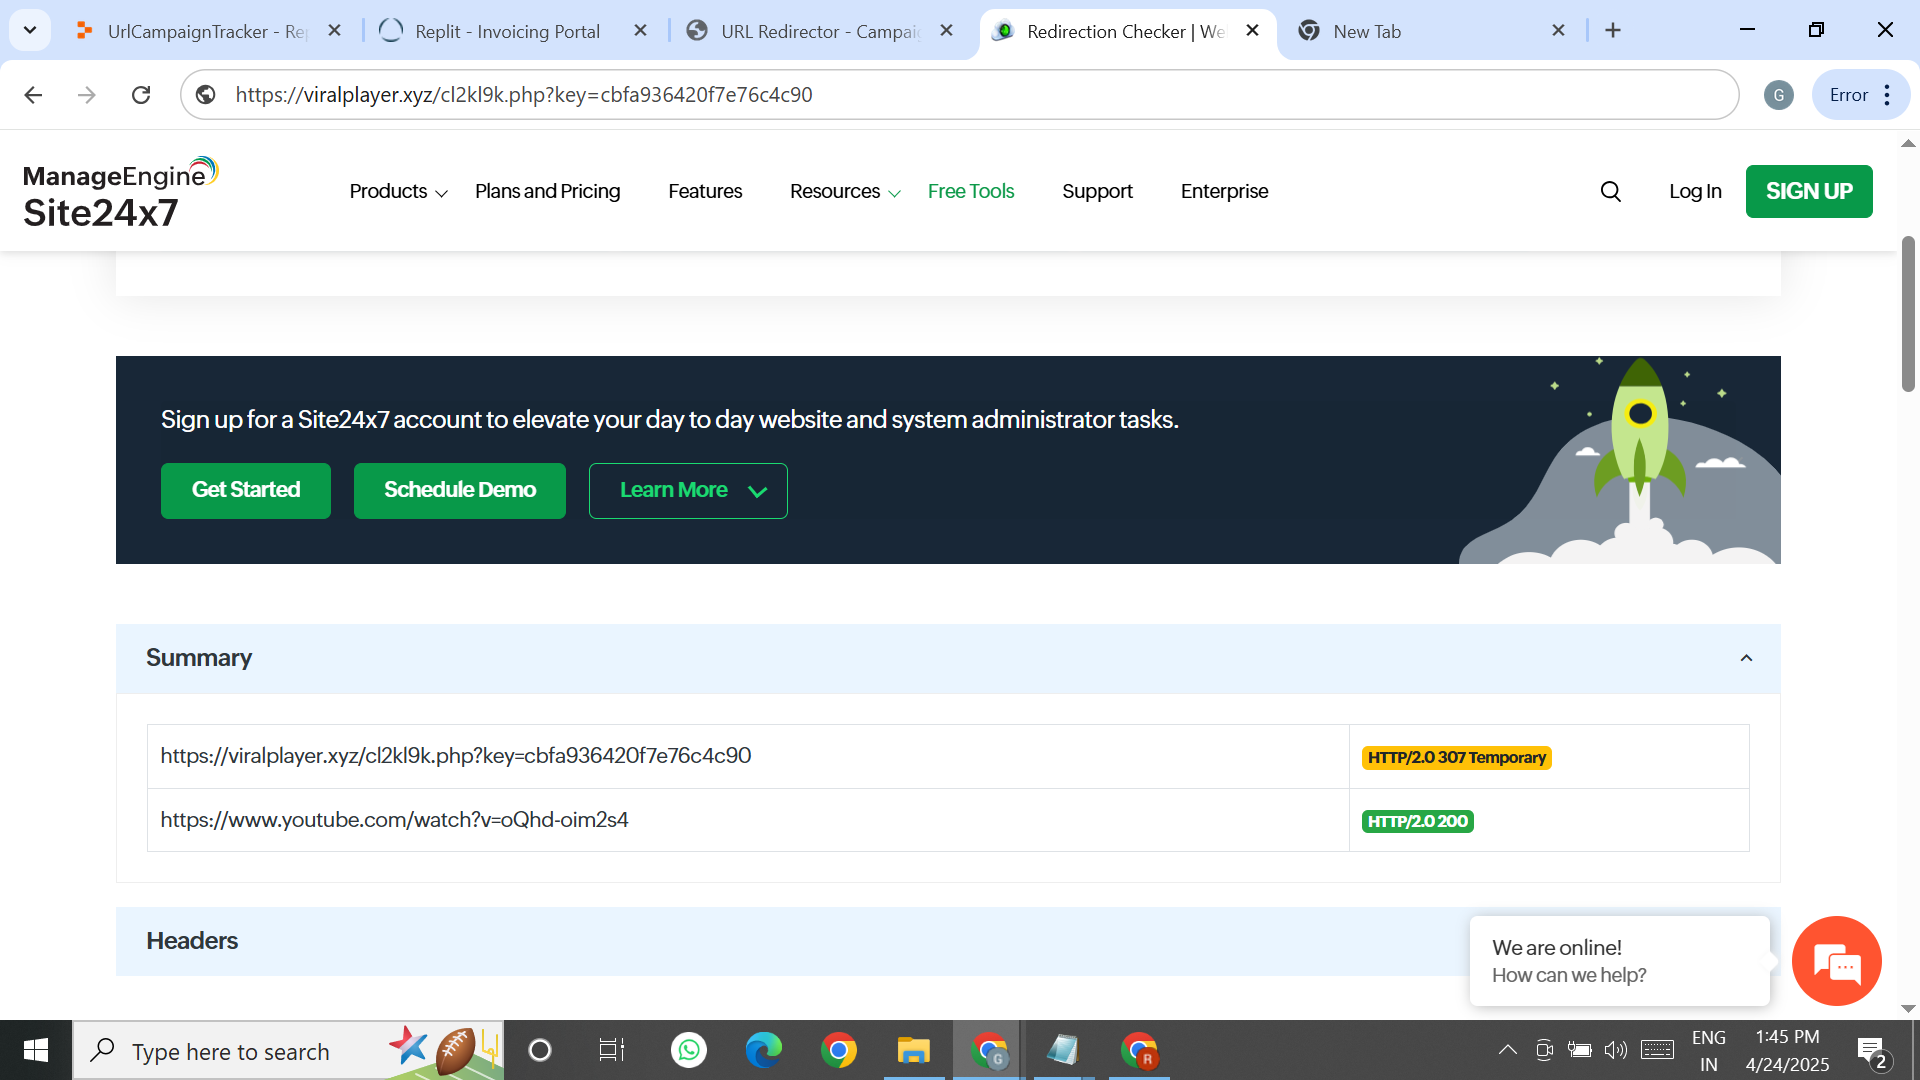 UrlCampaignTracker - Rep
Replit - Invoicing Portal
URL Redirector - Campaig
Redirection Checker | We
New Tab
https://viralplayer.xyz/cl2kl9k.php?key=cbfa936420f7e76c4c90
G
Error
ManageEngine
Site24x7
Products
Plans and Pricing
Features
Resources
Free Tools
Support
Enterprise
Log In
SIGN UP
Sign up for a Site24x7 account to elevate your day to day website and system administrator tasks.
Get Started
Schedule Demo
Learn More
Summary
https://viralplayer.xyz/cl2kl9k.php?key=cbfa936420f7e76c4c90
HTTP/2.0 307 Temporary
https://www.youtube.com/watch?v=oQhd-oim2s4
HTTP/2.0 200
Headers
We are online!
How can we help?
Type here to search
G
R
ENG
IN
1:45 PM
4/24/2025
2